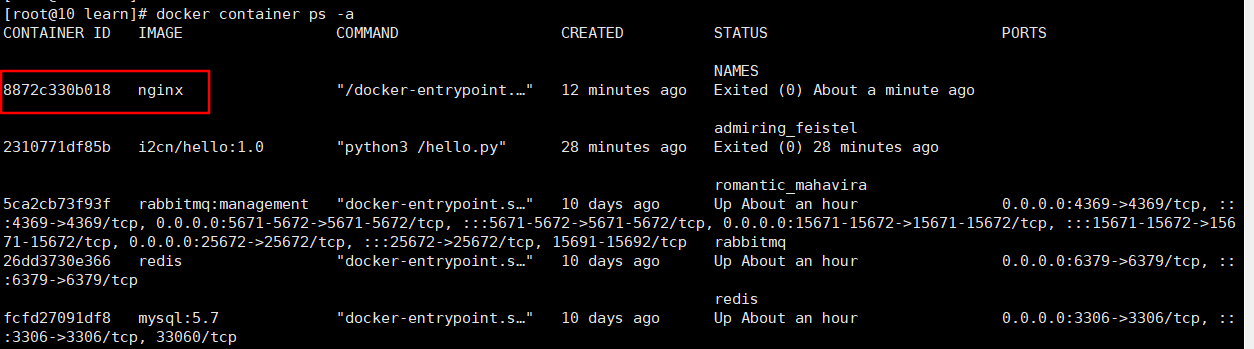 [root@10 learn]# docker container ps -a
CONTAINER ID   IMAGE                 COMMAND                  CREATED          STATUS                          PORTS
NAMES
8872c330b018   nginx                 "/docker-entrypoint.…"   12 minutes ago   Exited (0) About a minute ago
admiring_feistel
2310771df85b   i2cn/hello:1.0        "python3 /hello.py"      28 minutes ago   Exited (0) 28 minutes ago
romantic_mahavira
5ca2cb73f93f   rabbitmq:management   "docker-entrypoint.s…"   10 days ago      Up About an hour                0.0.0.0:4369->4369/tcp, ::
:4369->4369/tcp, 0.0.0.0:5671-5672->5671-5672/tcp, :::5671-5672->5671-5672/tcp, 0.0.0.0:15671-15672->15671-15672/tcp, :::15671-15672->156
71-15672/tcp, 0.0.0.0:25672->25672/tcp, :::25672->25672/tcp, 15691-15692/tcp   rabbitmq
26dd3730e366   redis                 "docker-entrypoint.s…"   10 days ago      Up About an hour                0.0.0.0:6379->6379/tcp, ::
:6379->6379/tcp
redis
fcfd27091df8   mysql:5.7             "docker-entrypoint.s…"   10 days ago      Up About an hour                0.0.0.0:3306->3306/tcp, ::
:3306->3306/tcp, 33060/tcp